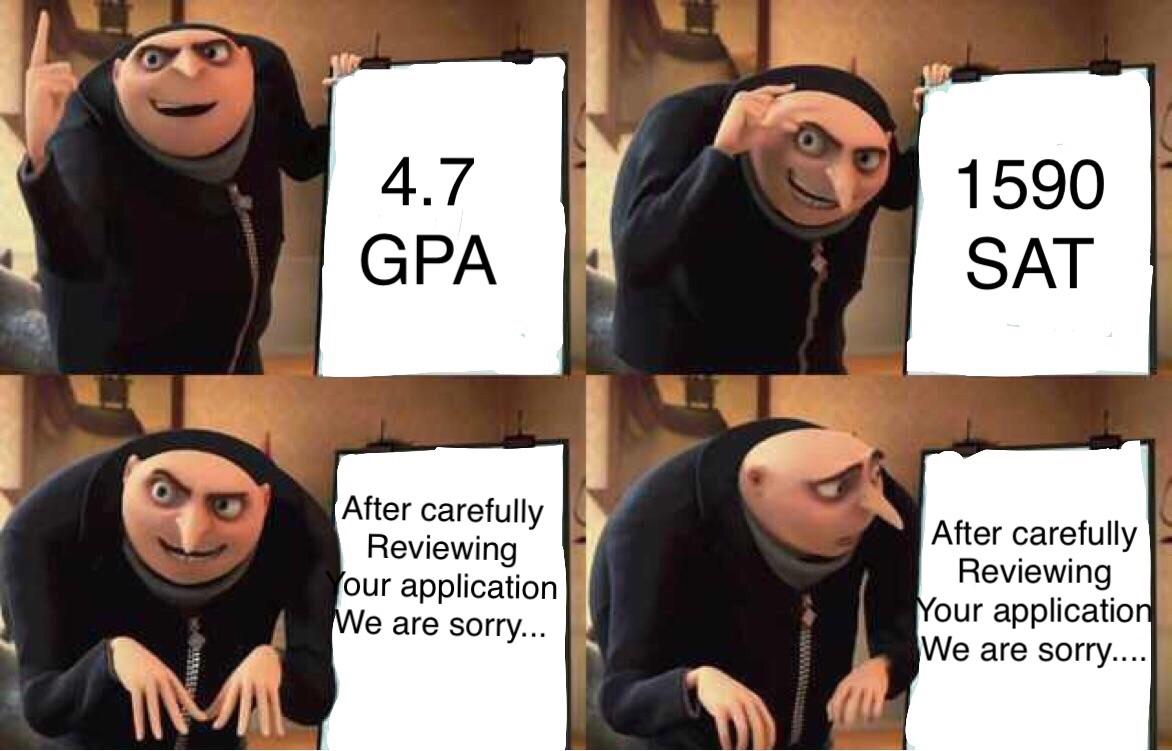 4.7
GPA
1590
SAT
After carefully
Reviewing
Your application
We are sorry...
After carefully
Reviewing
Your application
We are sorry....